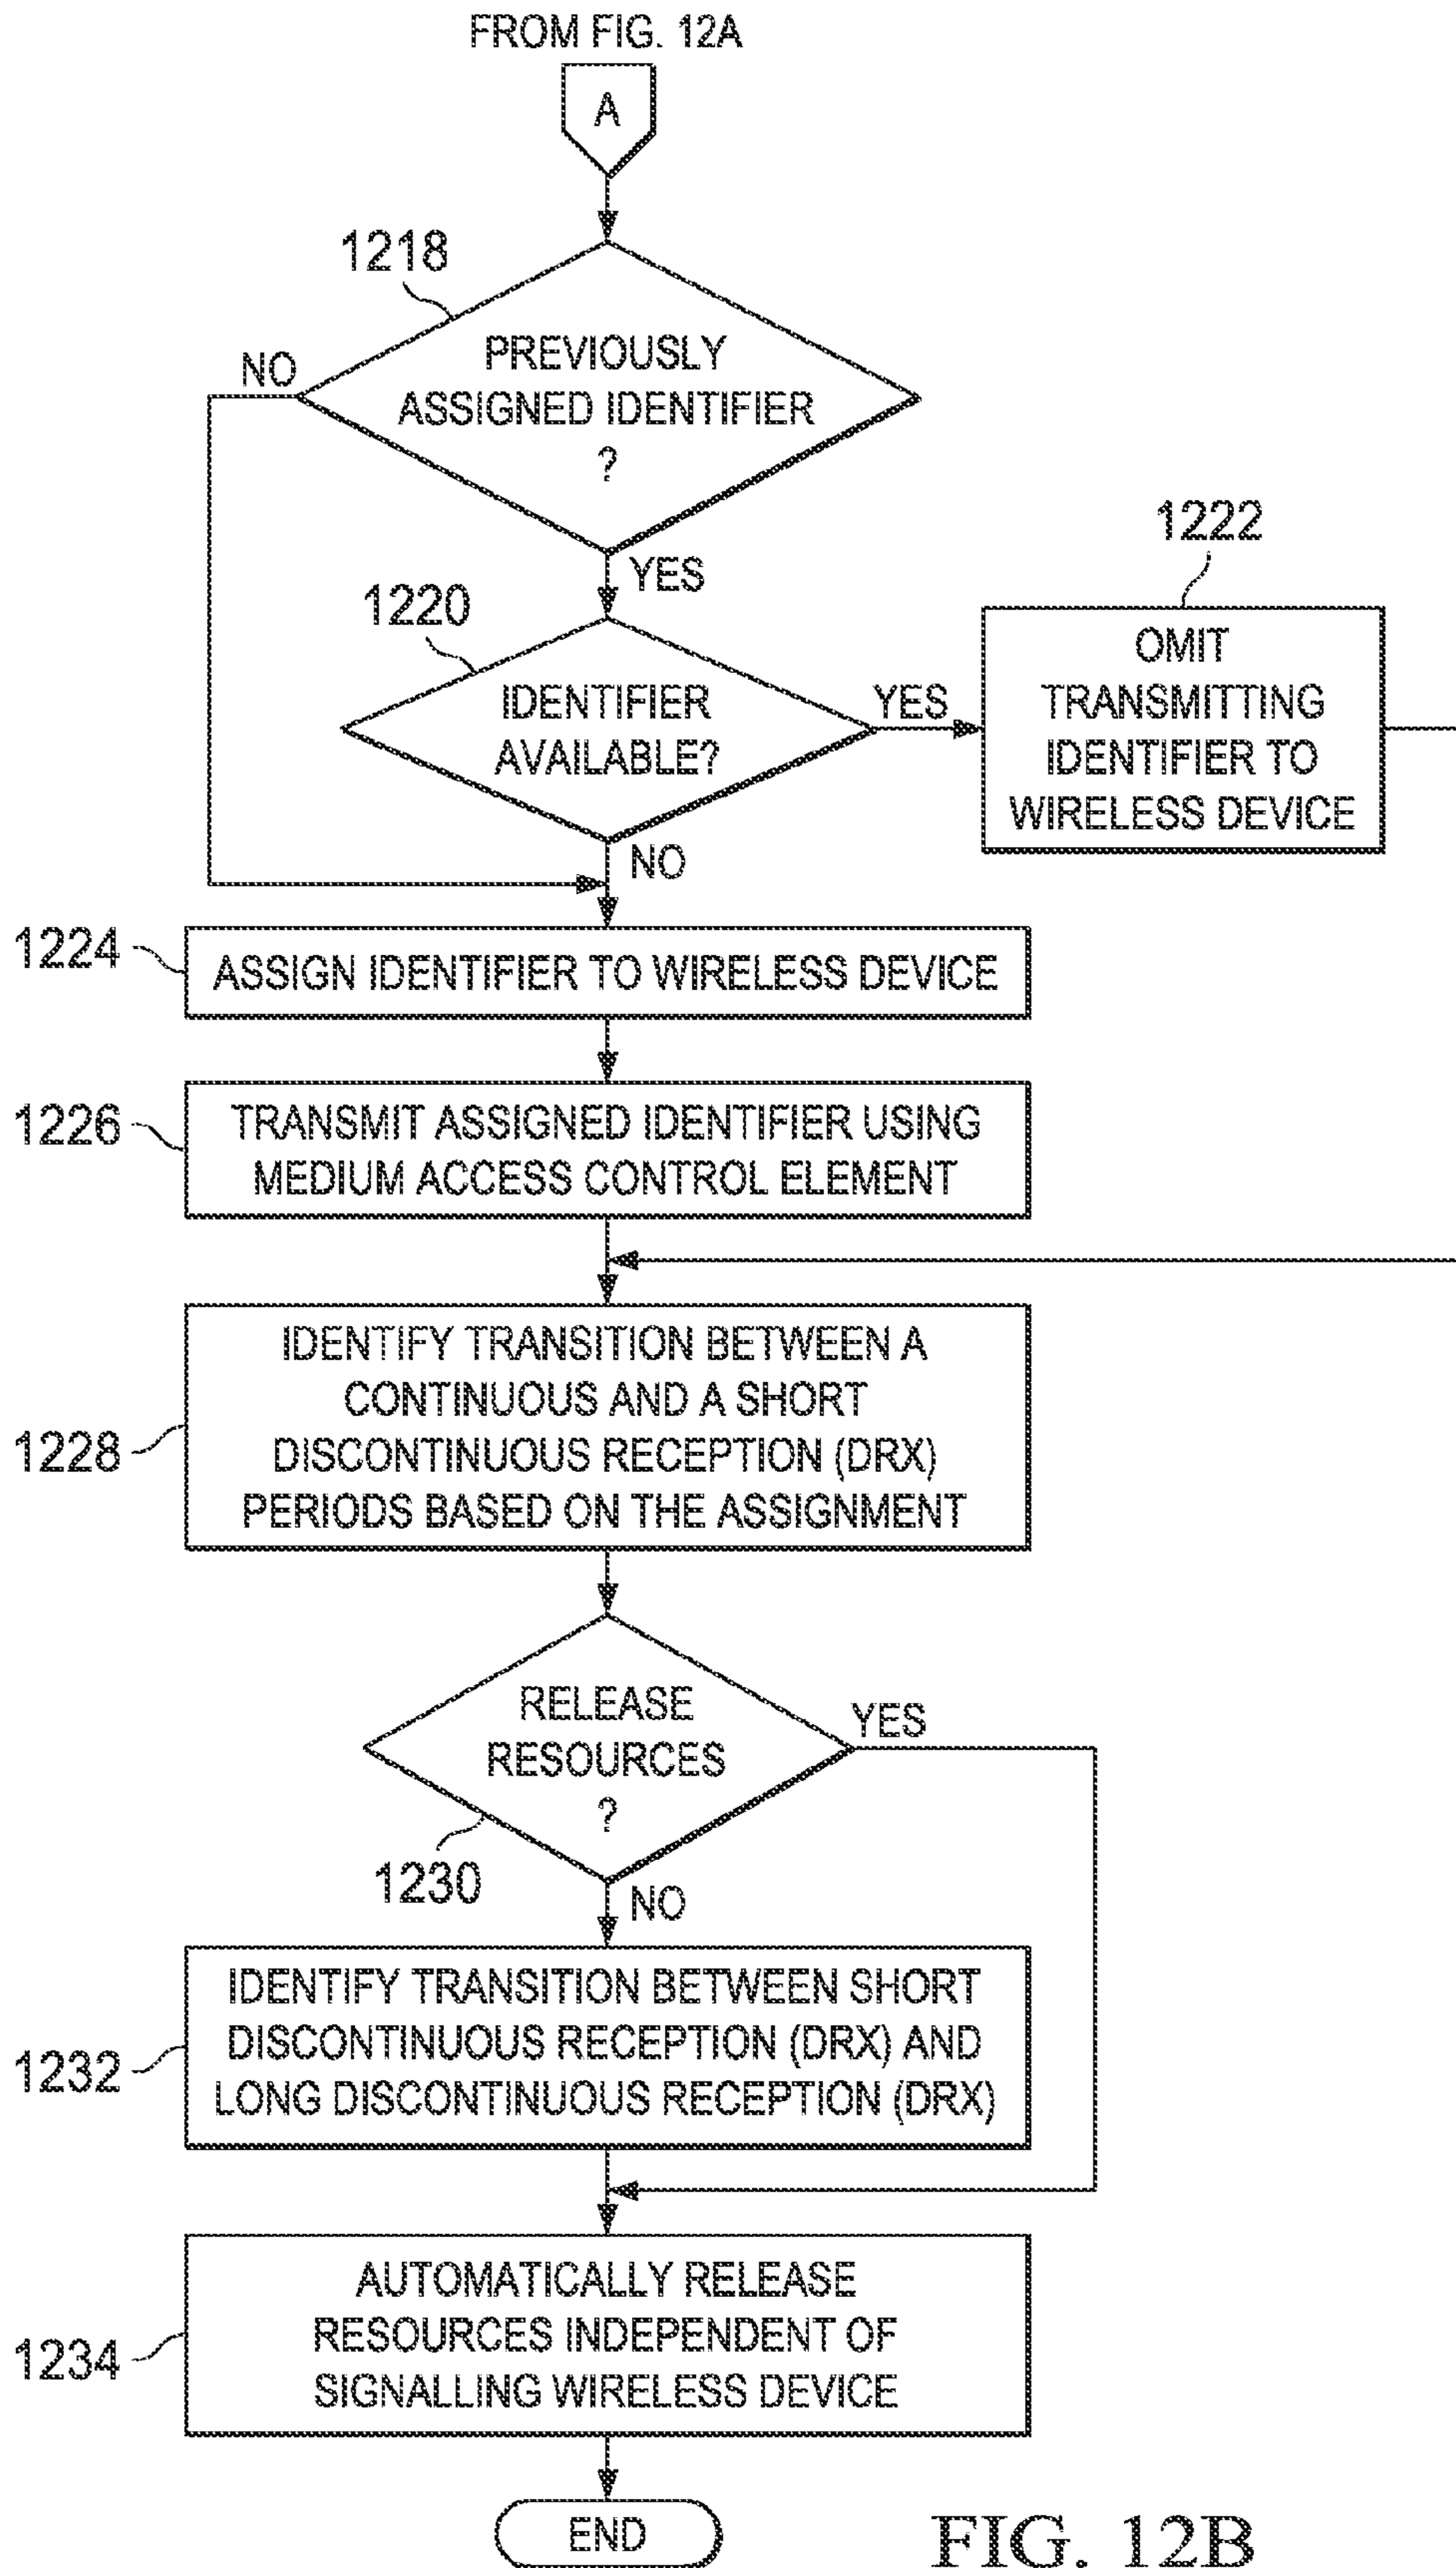 FROM FIG. 12A
A
1218
PREVIOUSLY
ASSIGNED IDENTIFIER
?
NO
YES
1220
IDENTIFIER
AVAILABLE?
YES
NO
1222
OMIT
TRANSMITTING
IDENTIFIER TO
WIRELESS DEVICE
1224
ASSIGN IDENTIFIER TO WIRELESS DEVICE
1226
TRANSMIT ASSIGNED IDENTIFIER USING
MEDIUM ACCESS CONTROL ELEMENT
1228
IDENTIFY TRANSITION BETWEEN A
CONTINUOUS AND A SHORT
DISCONTINUOUS RECEPTION (DRX)
PERIODS BASED ON THE ASSIGNMENT
RELEASE
RESOURCES
?
YES
1230
NO
1232
IDENTIFY TRANSITION BETWEEN SHORT
DISCONTINUOUS RECEPTION (DRX) AND
LONG DISCONTINUOUS RECEPTION (DRX)
1234
AUTOMATICALLY RELEASE
RESOURCES INDEPENDENT OF
SIGNALLING WIRELESS DEVICE
END
FIG. 12B